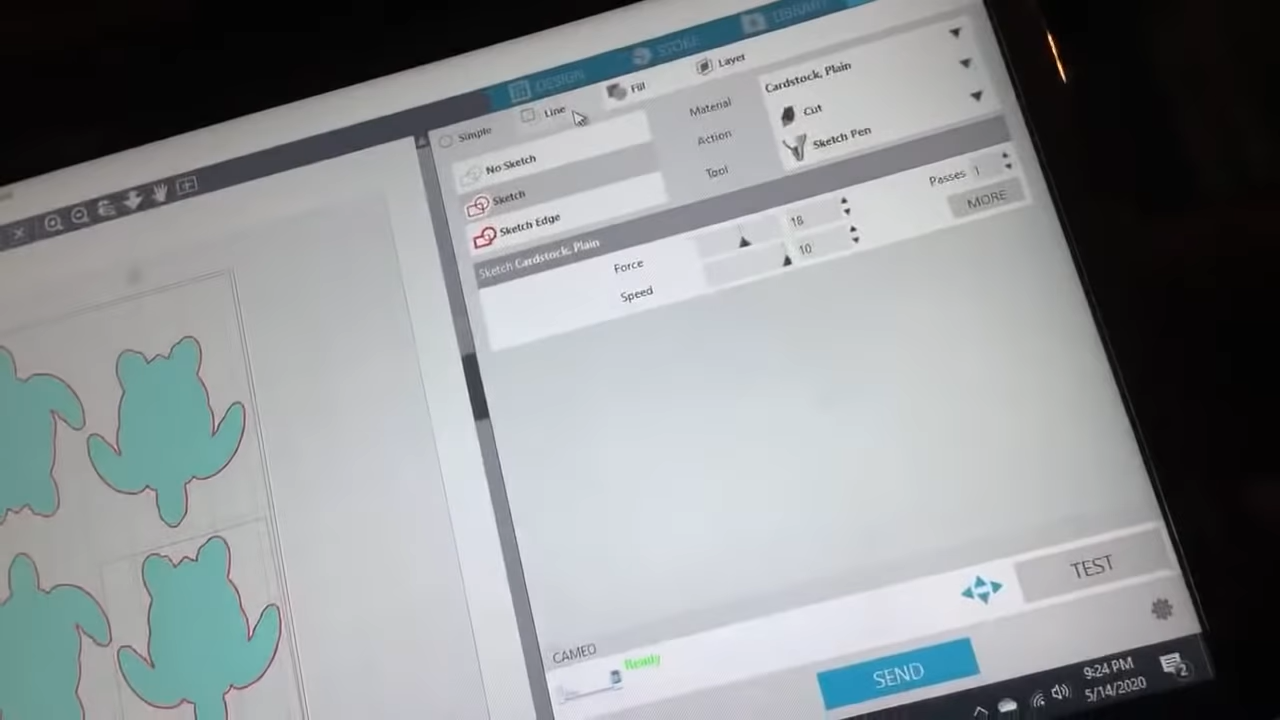 DESIGN
STORE
LIBRARY
Simple
Line
Fill
Layer
No Sketch
Sketch
Sketch Edge
Material
Cardstock, Plain
Action
Cut
Tool
Sketch Pen
Sketch Cardstock, Plain
Force
18
Passes 1
Speed
10
MORE
TEST
CAMEO
Ready
SEND
9:24 PM
5/14/2020
2